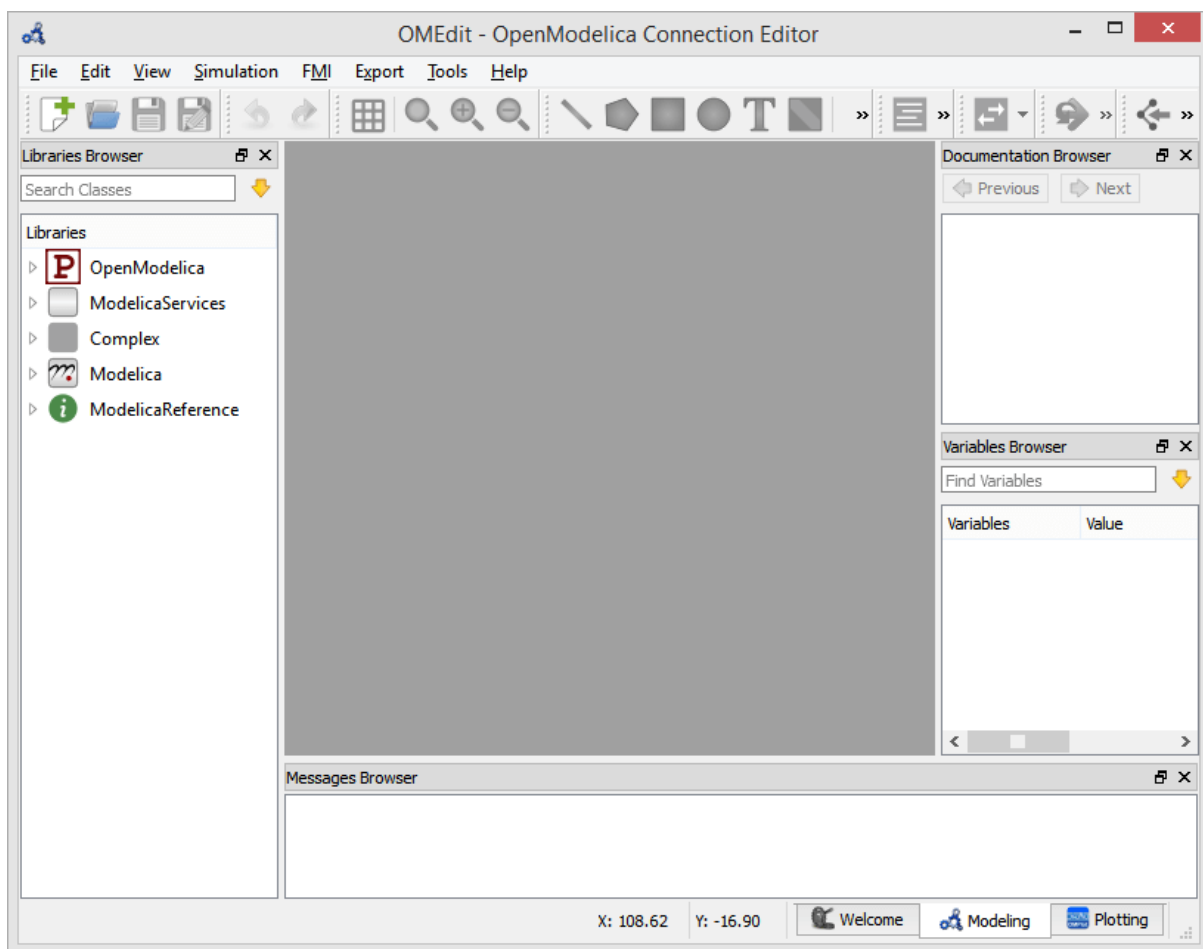 OMEdit - OpenModelica Connection Editor
File Edit View Simulation FMI Export Tools Help
T
Libraries Browser
Search Classes
Libraries
P OpenModelica
ModelicaServices
Complex
Modelica
i ModelicaReference
Documentation Browser
Previous Next
Variables Browser
Find Variables
Variables Value
Messages Browser
X: 108.62 Y: -16.90 Welcome Modeling Plotting